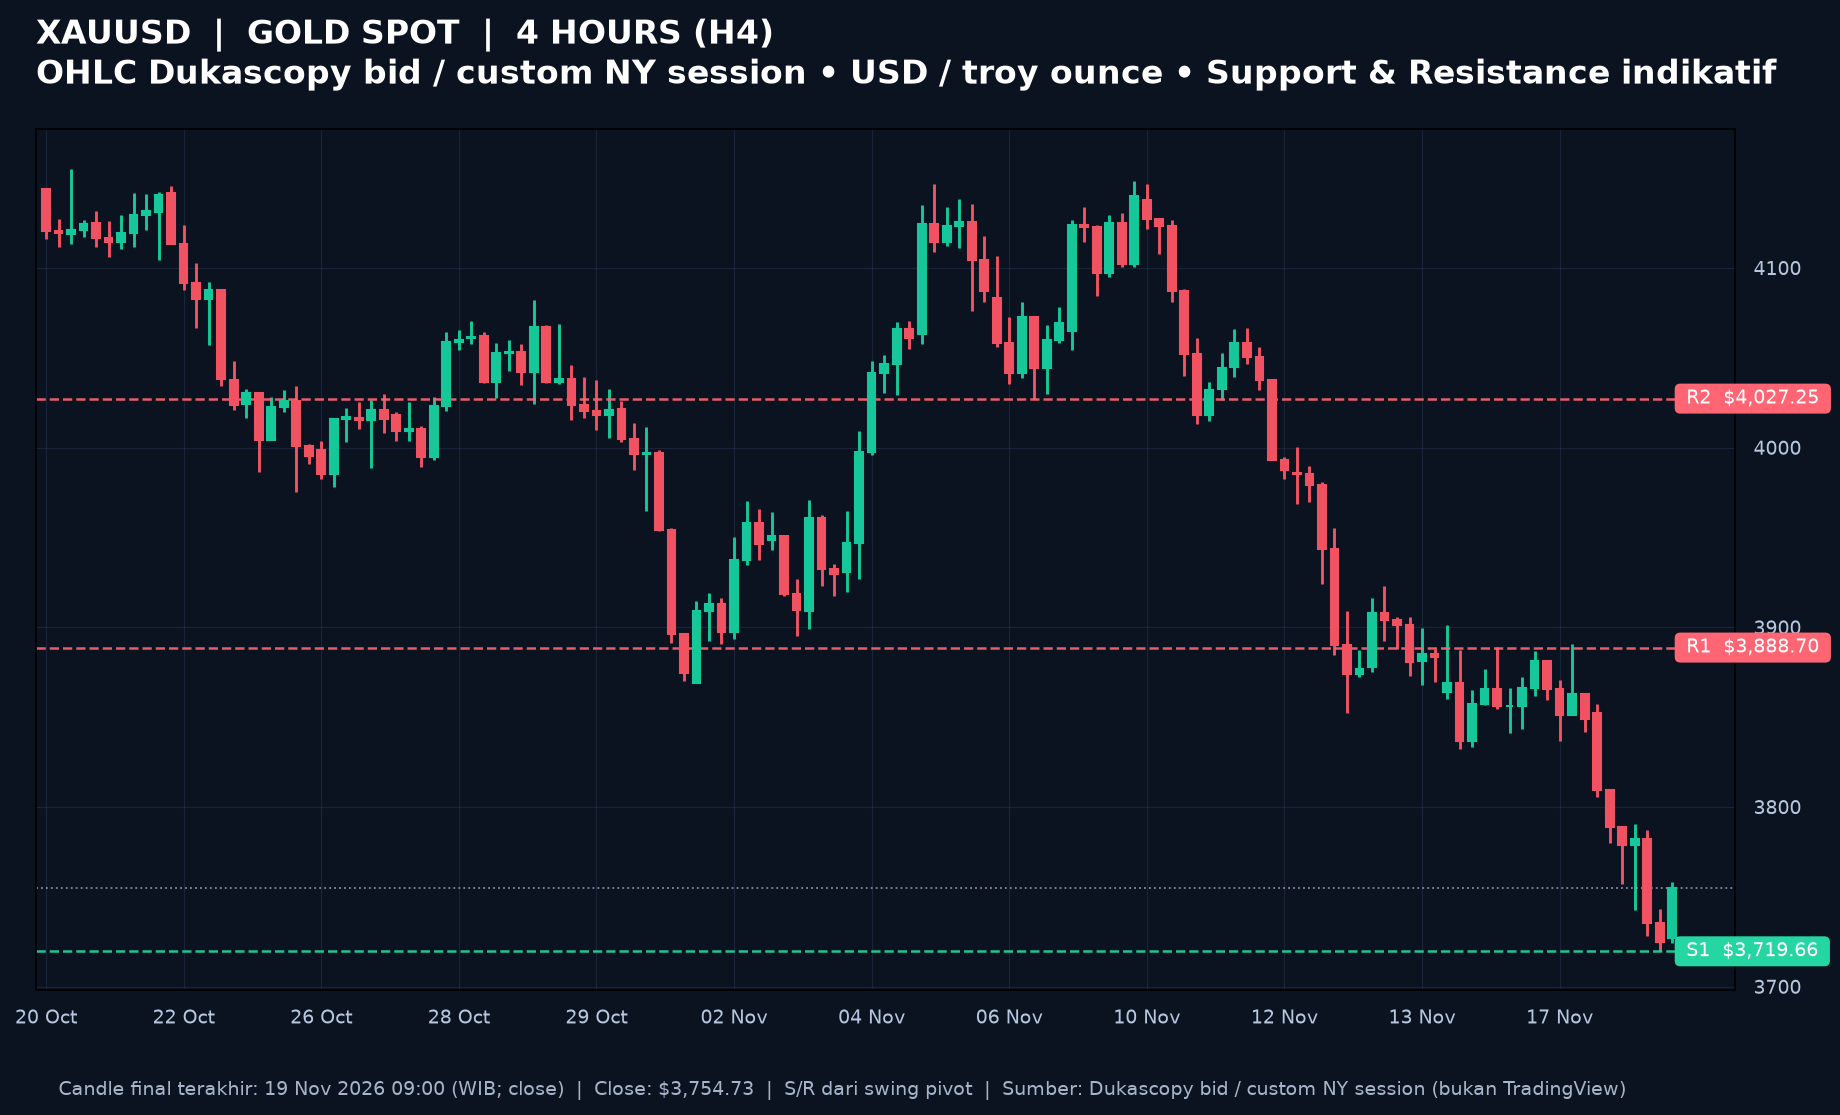 XAUUSD | GOLD SPOT | 4 HOURS (H4)
OHLC Dukascopy bid / custom NY session • USD / troy ounce • Support & Resistance indikatif
4100
R2 $4,027.25
4000
3900
R1 $3,888.70
3800
S1 $3,719.66
3700
20 Oct 22 Oct 26 Oct 28 Oct 29 Oct 02 Nov 04 Nov 06 Nov 10 Nov 12 Nov 13 Nov 17 Nov
Candle final terakhir: 19 Nov 2026 09:00 (WIB; close) | Close: $3,754.73 | S/R dari swing pivot | Sumber: Dukascopy bid / custom NY session (bukan TradingView)